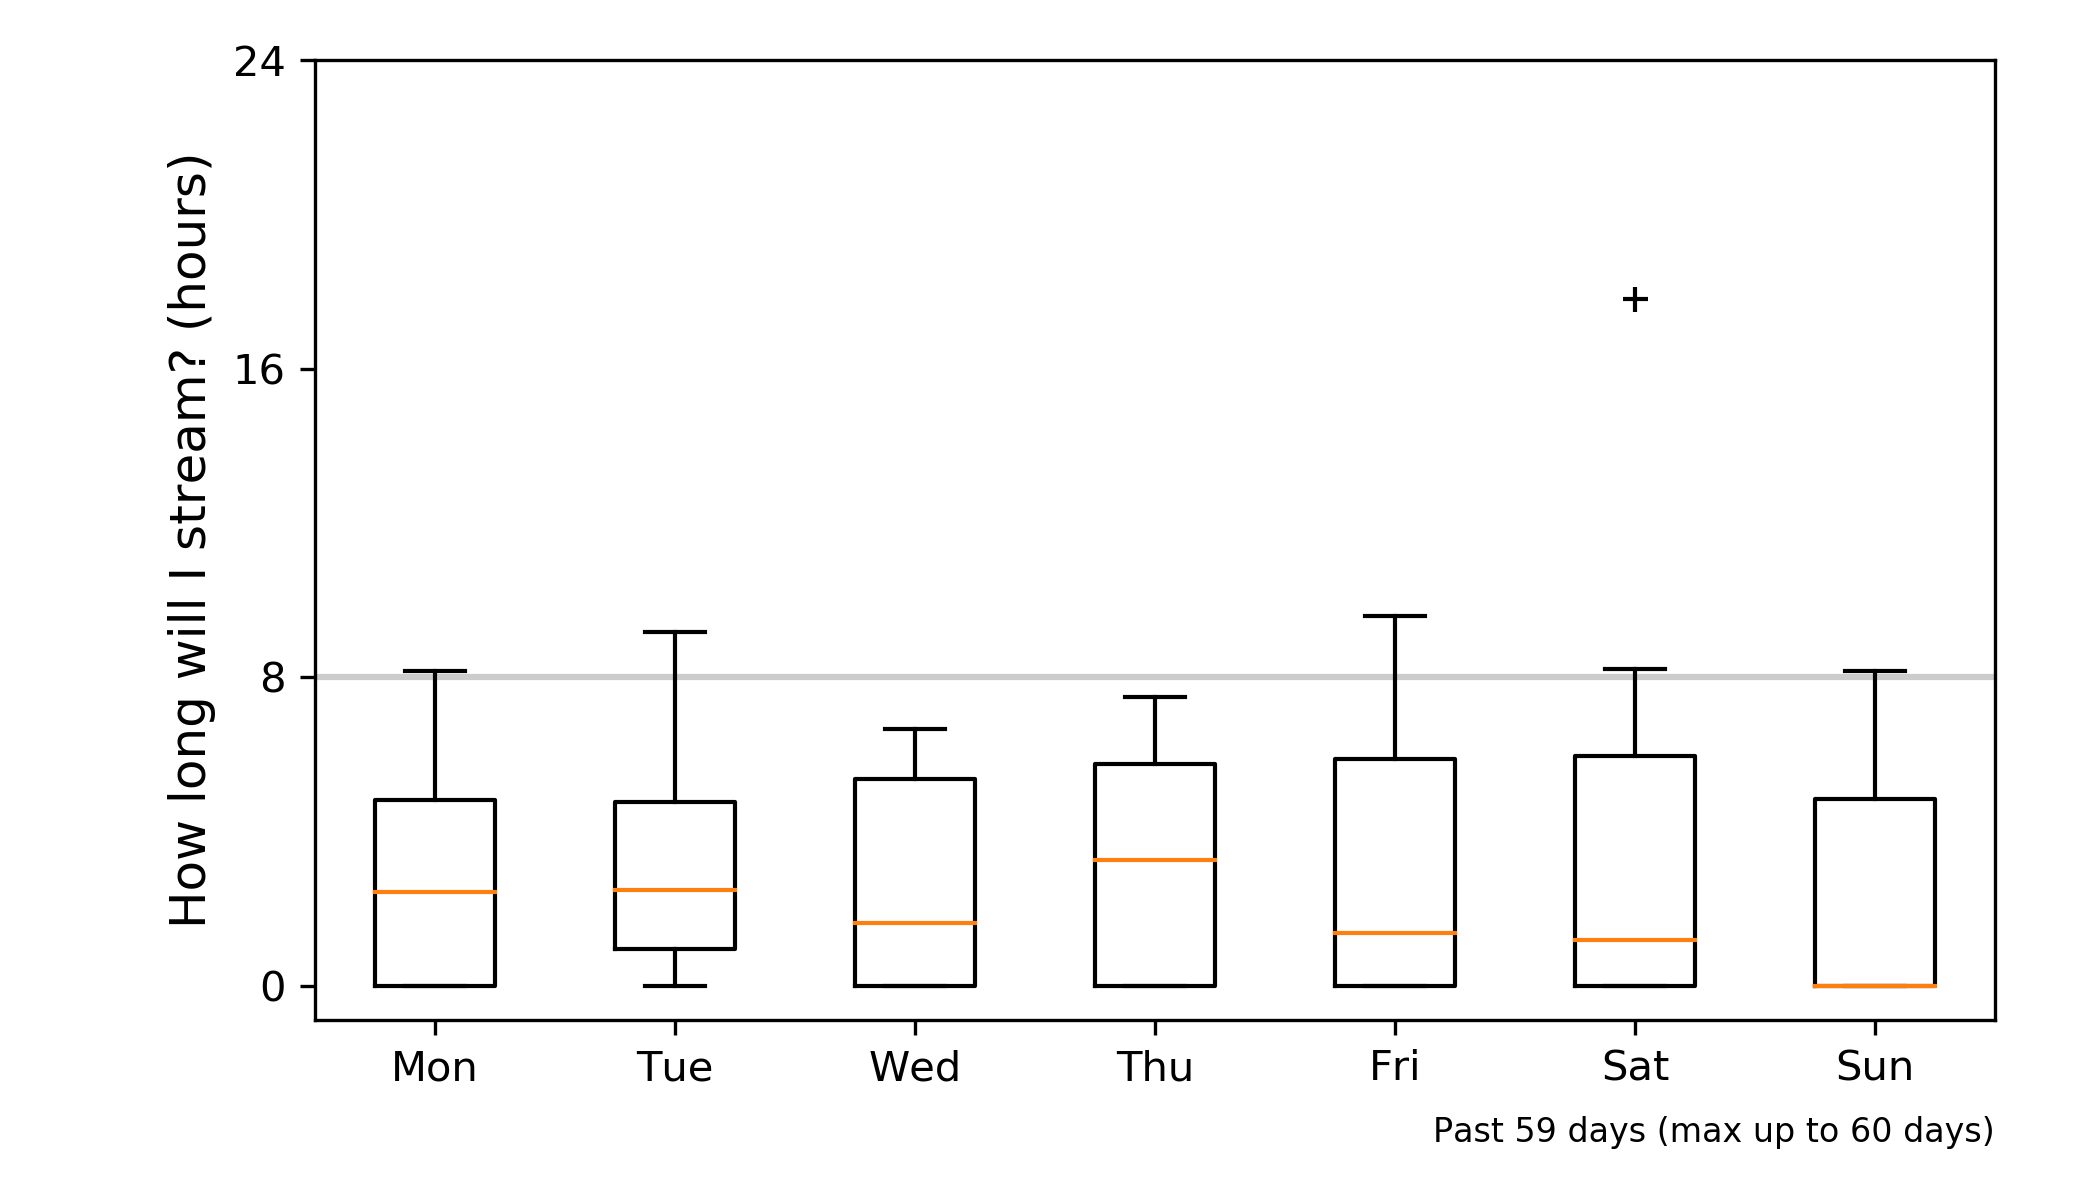 How long will I stream? (hours)
24
16
8
0
Mon Tue Wed Thu Fri Sat Sun
Past 59 days (max up to 60 days)